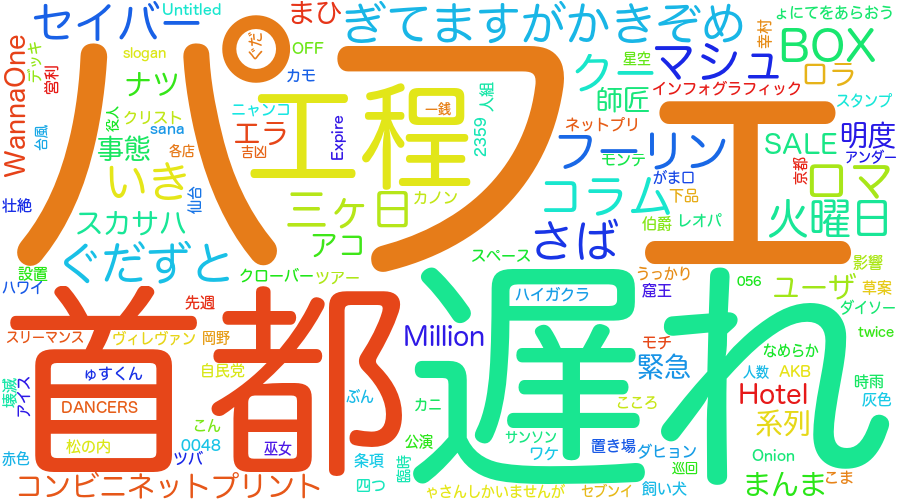 パフェ
首都
遅れ
工程
セイバー
Untitled
まひ
ぎてますがかきぞめ
ょにてをあらおう
WannaOne
デッキ
slogan
営利
ぐだ
OFF
カモ
ナツ
クー
星空
マシュ
幸村
BOX
ロラ
師匠
インフォグラフィック
台風
役人
クリスト
sana
ニャンコ
エラ
吉凶
Expire
一銭
2359
人組
ネットプリ
スタンプ
事態
各店
フーリン
モンテ
SALE
明度
アンダー
京都
いき
仙台
三ケ日
カノン
がま口
コラム
下品
ロマ
壮絶
スカサハ
アコ
さば
伯爵
レオパ
火曜日
ぐだずと
設置
クローバー
ツアー
スペース
うっかり
影響
ハワイ
先週
ハイガクラ
窟王
056
ユーザ
草案
ダイソー
スリーマンス
ヴィレヴァン
岡野
Million
モチ
なめらか
twice
自民党
緊急
人数
AKB
時雨
ゅすくん
壊滅
アイス
ぶん
カニ
こころ
Hotel
灰色
DANCERS
こん
系列
松の内
0048
巫女
公演
サンソン
ワケ
置き場
ダヒョン
Onion
赤色
ツバ
条項
臨時
巡回
コンビニネットプリント
四つ
ゃさんしかいませんが
セブンイ
飼い犬
まんま
こま